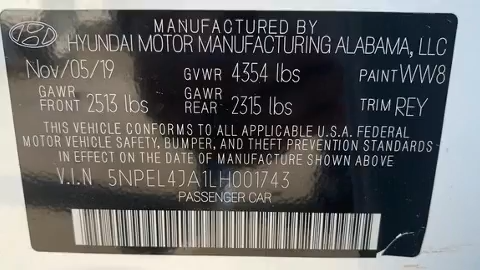 MANUFACTURED BY
HYUNDAI MOTOR MANUFACTURING ALABAMA, LLC
Nov/05/19 GVWR 4354 lbs PAINT WW8
GAWR FRONT 2513 lbs GAWR REAR 2315 lbs TRIM REY
THIS VEHICLE CONFORMS TO ALL APPLICABLE U.S.A. FEDERAL
MOTOR VEHICLE SAFETY, BUMPER, AND THEFT PREVENTION STANDARDS
IN EFFECT ON THE DATE OF MANUFACTURE SHOWN ABOVE
V.I.N 5NPEL4JA1LH001743
PASSENGER CAR